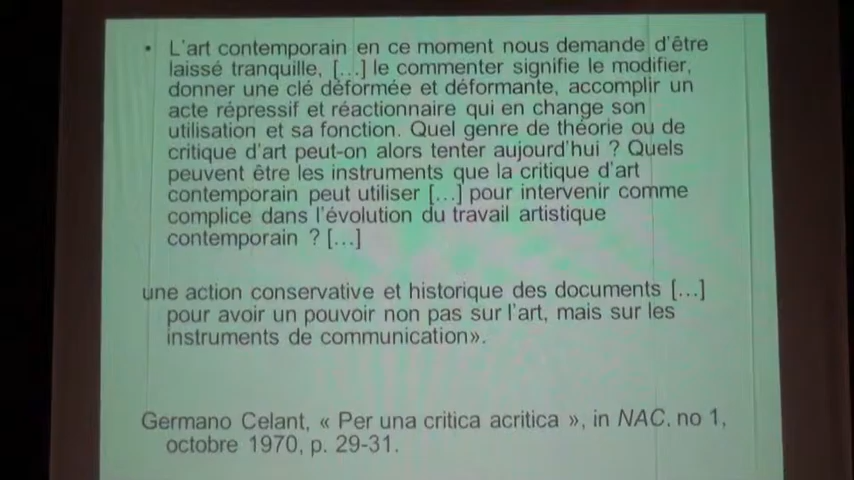 • L'art contemporain en ce moment nous demande d'être
laissé tranquille, […] le commenter signifie le modifier,
donner une clé déformée et déformante, accomplir un
acte répressif et réactionnaire qui en change son
utilisation et sa fonction. Quel genre de théorie ou de
critique d'art peut-on alors tenter aujourd'hui ? Quels
peuvent être les instruments que la critique d'art
contemporain peut utiliser […] pour intervenir comme
complice dans l'évolution du travail artistique
contemporain ? […]
une action conservative et historique des documents […]
pour avoir un pouvoir non pas sur l'art, mais sur les
instruments de communication».
Germano Celant, « Per una critica acritica », in NAC, no 1,
octobre 1970, p. 29-31.